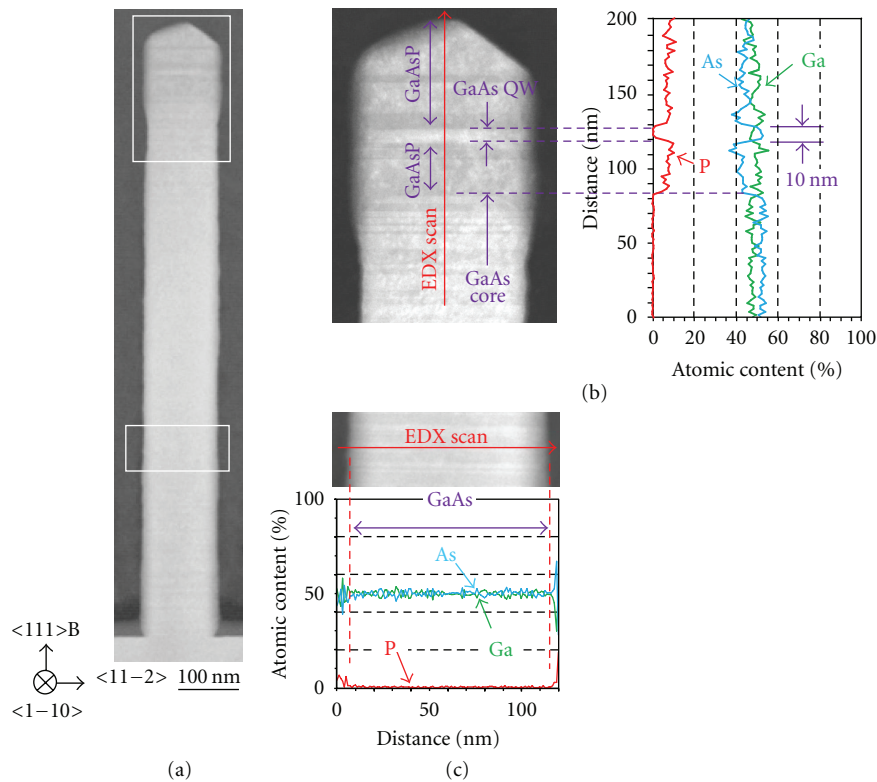 <111>B
<11−2>
<1−10>
100 nm
(a)
GaAsP
GaAs QW
GaAsP
EDX scan
GaAs
core
200
150
100
50
0
Distance (nm)
As
Ga
P
10 nm
0 20 40 60 80 100
Atomic content (%)
(b)
EDX scan
GaAs
100
50
0
Atomic content (%)
As
Ga
P
0 50 100
Distance (nm)
(c)